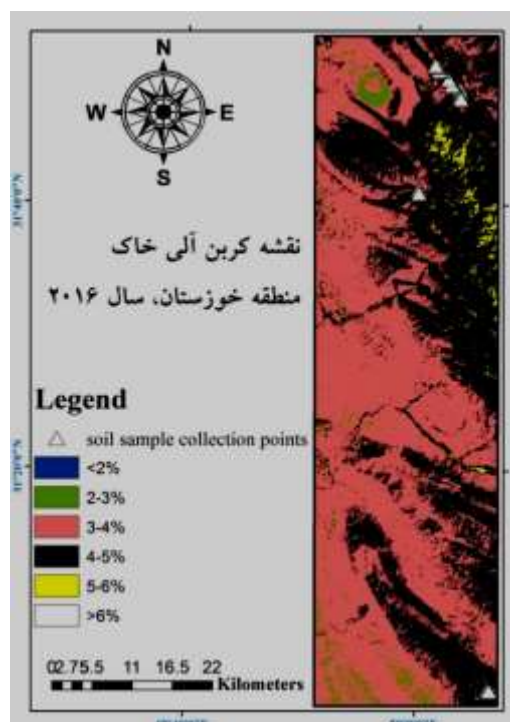 N
W E
S
نقشه کربن آلی خاک
منطقه خوزستان، سال ۲۰۱۶
Legend
soil sample collection points
<2%
2-3%
3-4%
4-5%
5-6%
>6%
02.755.5 11 16.5 22
Kilometers